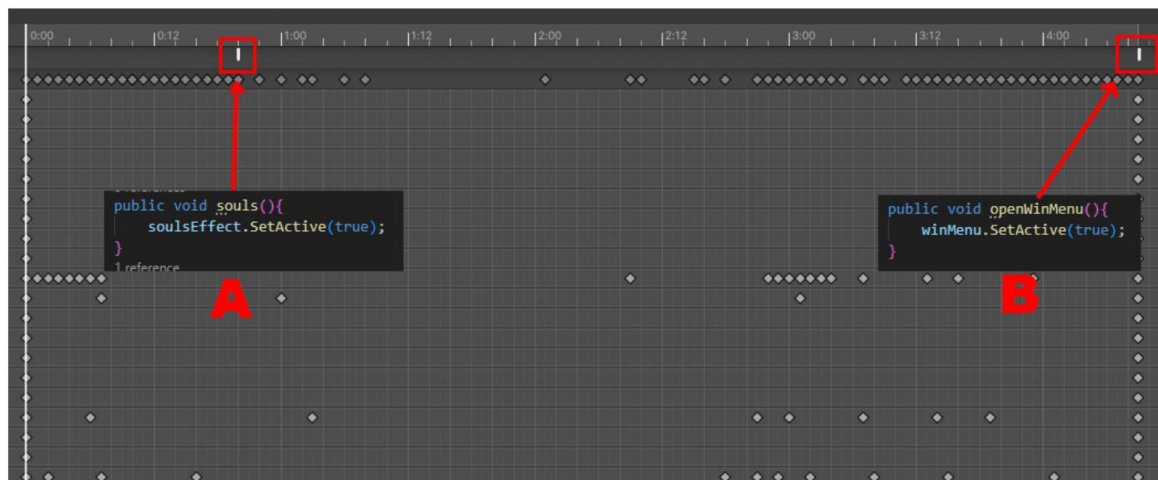 0:00 0:12 1:00 1:12 2:00 2:12 3:00 3:12 4:00
public void souls(){
soulsEffect.SetActive(true);
}
1 reference
A
public void openWinMenu(){
winMenu.SetActive(true);
}
B